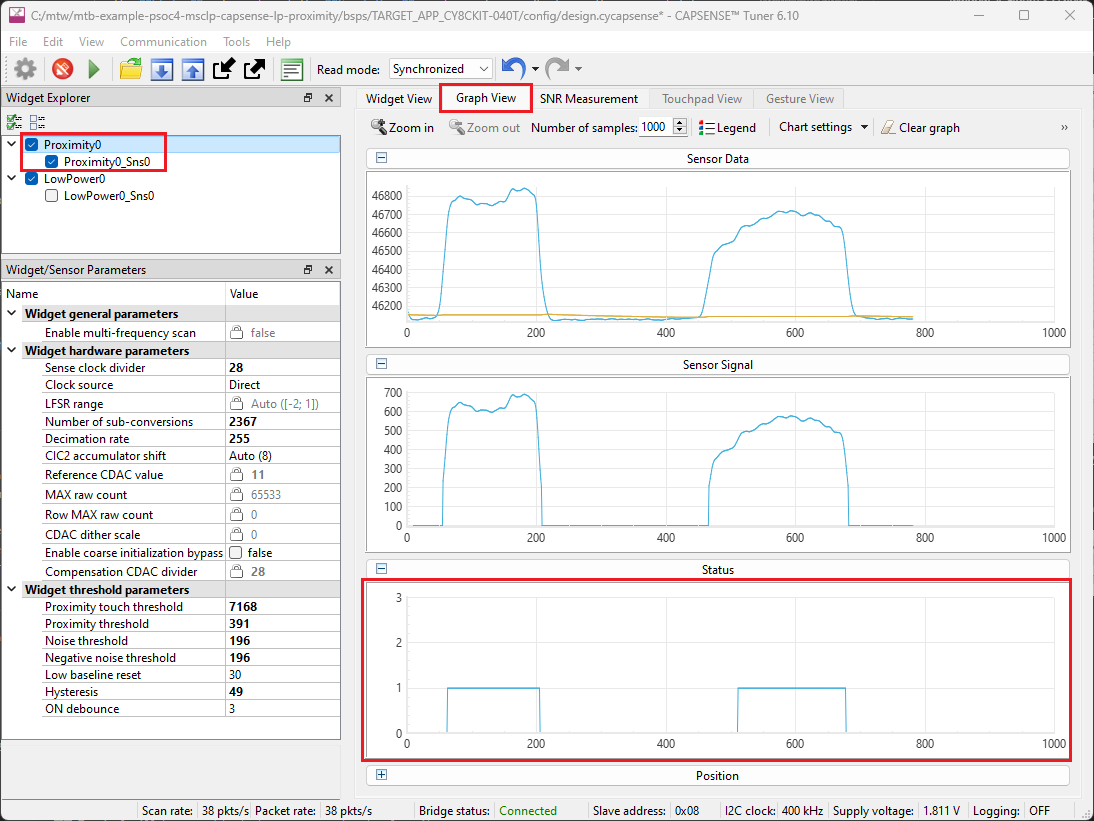 C:/mtw/mtb-example-psoc4-msclp-capsense-lp-proximity/bsps/TARGET_APP_CY8CKIT-040T/config/design.cycapsense* - CAPSENSE™ Tuner 6.10
File Edit View Communication Tools Help
Read mode: Synchronized
Widget Explorer
Proximity0
Proximity0_Sns0
LowPower0
LowPower0_Sns0
Widget/Sensor Parameters
Name Value
Widget general parameters
Enable multi-frequency scan false
Widget hardware parameters
Sense clock divider 28
Clock source Direct
LFSR range Auto ([-2; 1])
Number of sub-conversions 2367
Decimation rate 255
CIC2 accumulator shift Auto (8)
Reference CDAC value 11
MAX raw count 65533
Row MAX raw count 0
CDAC dither scale 0
Enable coarse initialization bypass false
Compensation CDAC divider 28
Widget threshold parameters
Proximity touch threshold 7168
Proximity threshold 391
Noise threshold 196
Negative noise threshold 196
Low baseline reset 30
Hysteresis 49
ON debounce 3
Widget View Graph View SNR Measurement Touchpad View Gesture View
Zoom in Zoom out Number of samples: 1000 Legend Chart settings Clear graph »
Sensor Data
46800
46700
46600
46500
46400
46300
46200
0 200 400 600 800 1000
Sensor Signal
700
600
500
400
300
200
100
0
0 200 400 600 800 1000
Status
3
2
1
0
0 200 400 600 800 1000
Position
Scan rate: 38 pkts/s Packet rate: 38 pkts/s Bridge status: Connected Slave address: 0x08 I2C clock: 400 kHz Supply voltage: 1.811 V Logging: OFF